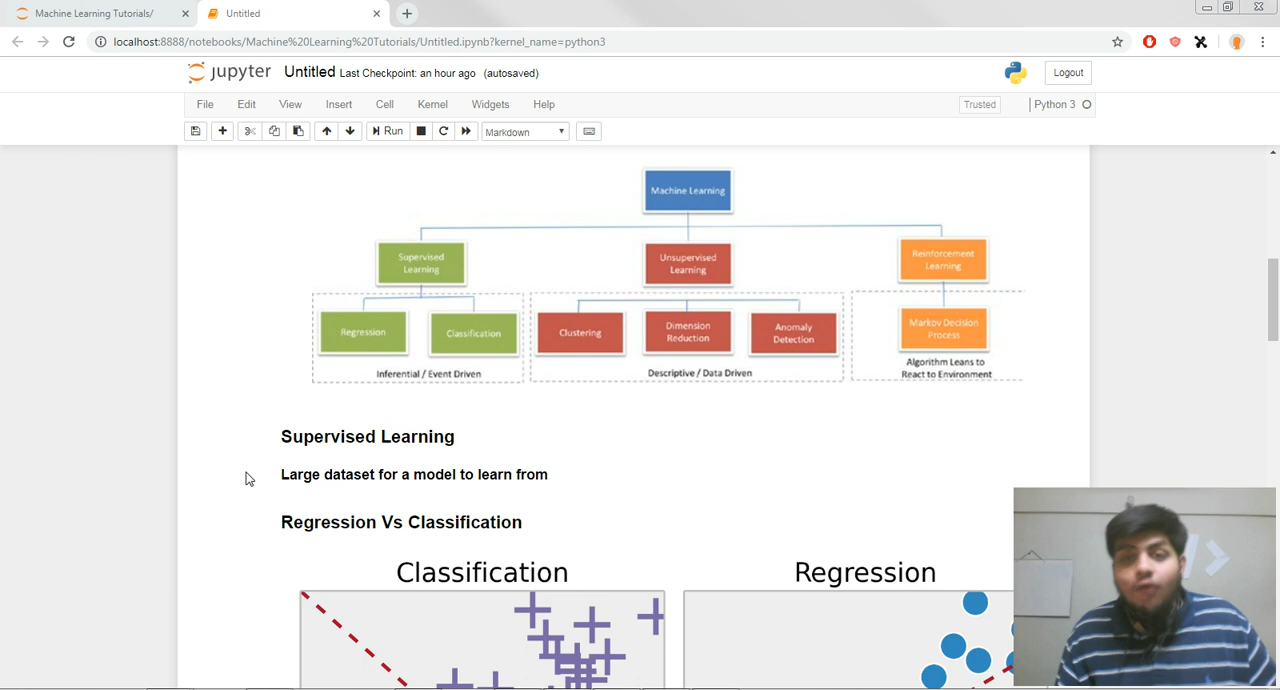 Machine Learning Tutorials/
Untitled
localhost:8888/notebooks/Machine%20Learning%20Tutorials/Untitled.ipynb?kernel_name=python3
jupyter Untitled Last Checkpoint: an hour ago (autosaved)
Logout
File Edit View Insert Cell Kernel Widgets Help
Trusted
Python 3
Run
Markdown
Machine Learning
Supervised
Learning
Unsupervised
Learning
Reinforcement
Learning
Regression
Classification
Clustering
Dimension
Reduction
Anomaly
Detection
Markov Decision
Process
Inferential / Event Driven
Descriptive / Data Driven
Algorithm Leans to
React to Environment
Supervised Learning
Large dataset for a model to learn from
Regression Vs Classification
Classification
Regression